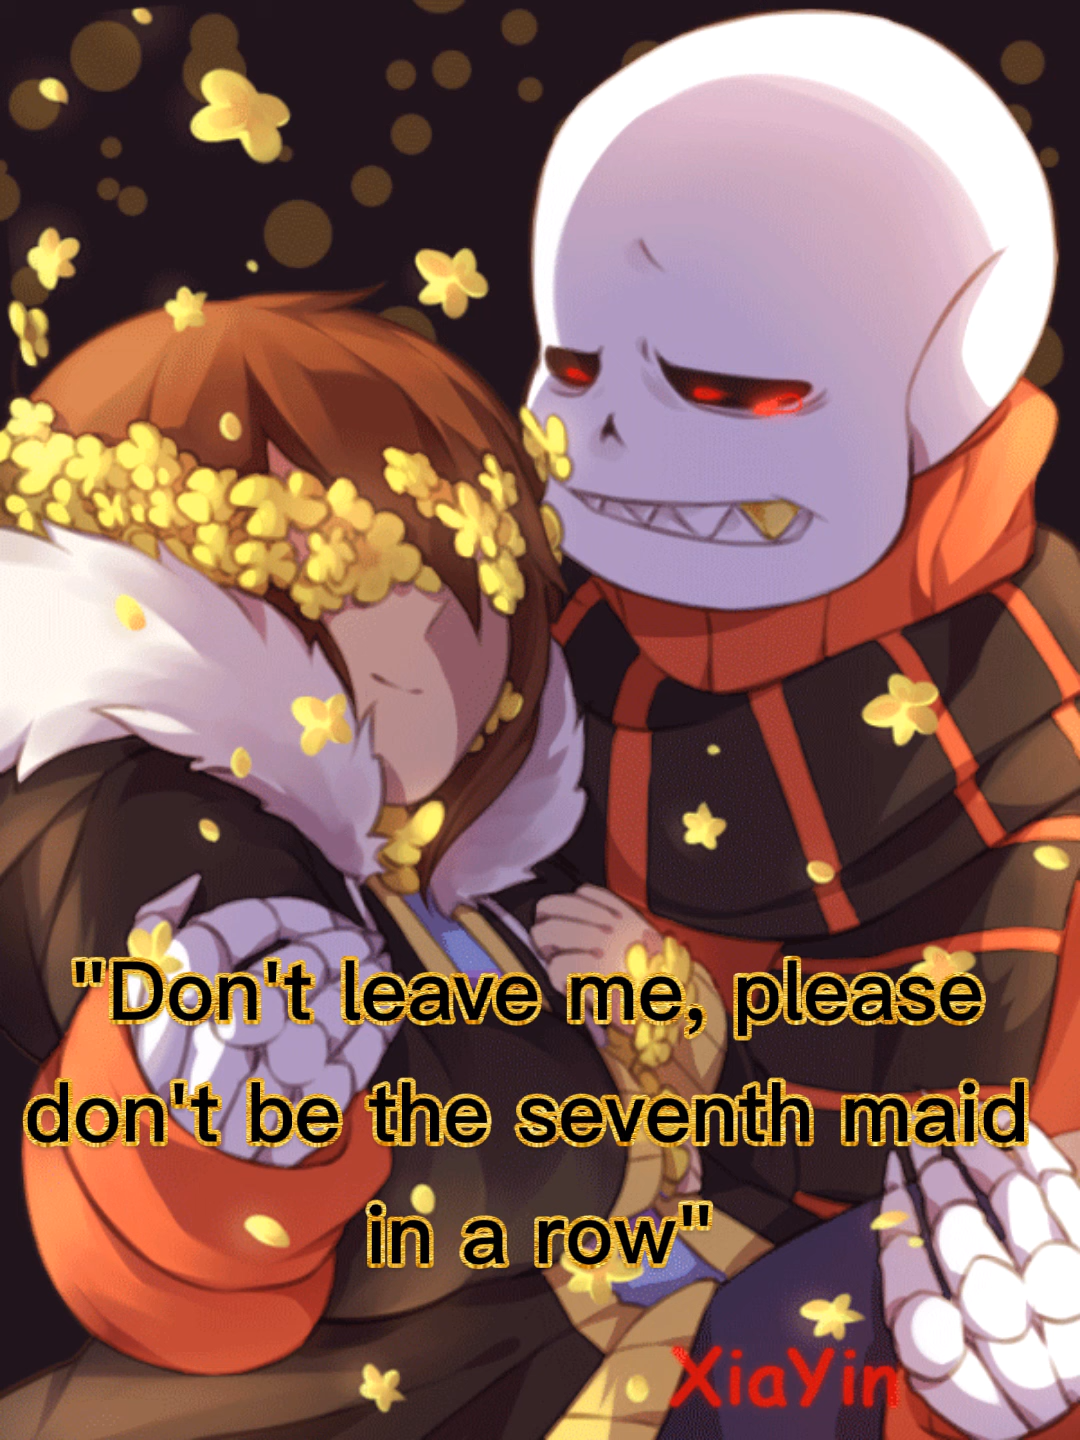 "Don't leave me, please
don't be the seventh maid
in a row"
XiaYin